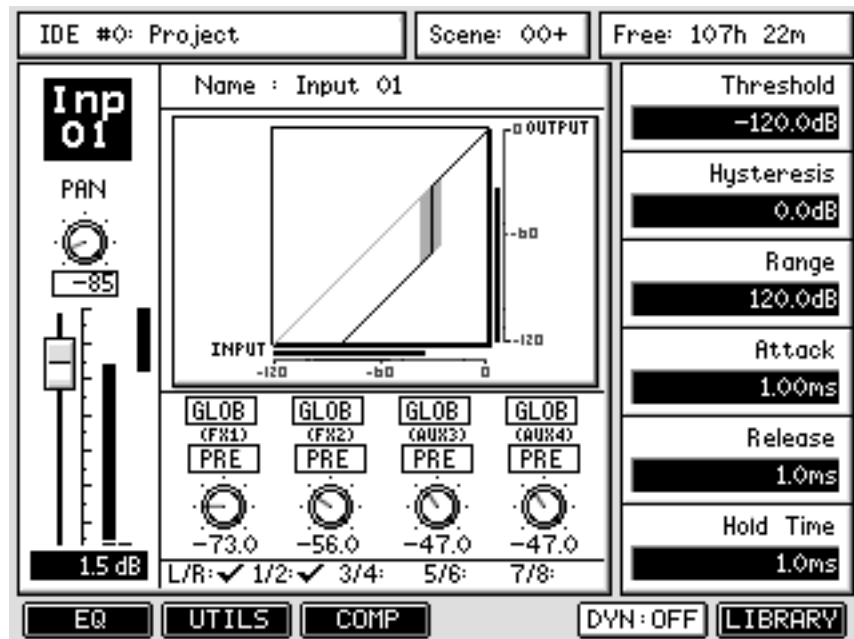 IDE #0: Project
Scene: 00+
Free: 107h 22m
Inp
01
PAN
-85
1.5 dB
Name : Input 01
OUTPUT
0
-60
-120
INPUT
-120
-60
0
GLOB GLOB GLOB GLOB
(FX1) (FX2) (AUX3) (AUX4)
PRE PRE PRE PRE
-73.0 -56.0 -47.0 -47.0
L/R:✔ 1/2:✔ 3/4: 5/6: 7/8:
Threshold
-120.0dB
Hysteresis
0.0dB
Range
120.0dB
Attack
1.00ms
Release
1.0ms
Hold Time
1.0ms
EQ UTILS COMP DYN:OFF LIBRARY